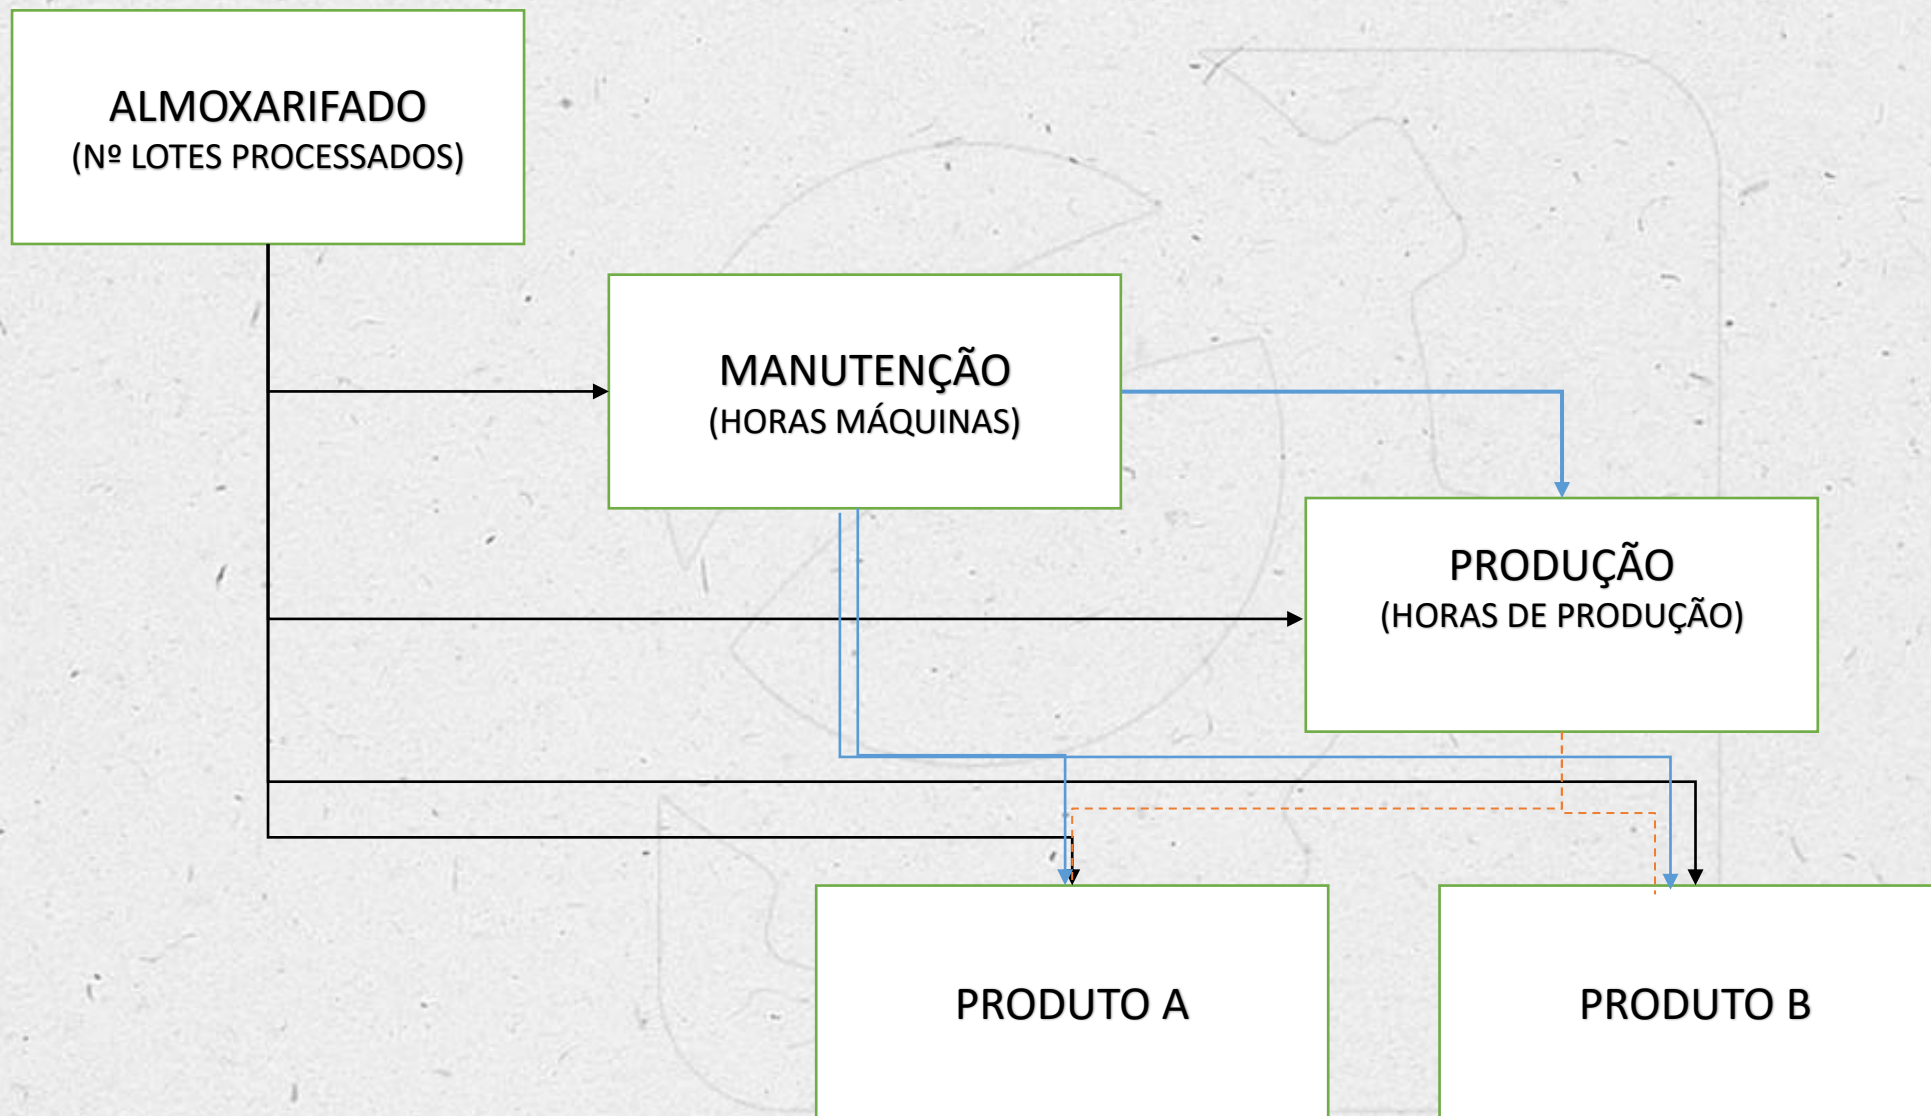 ALMOXARIFADO
(Nº LOTES PROCESSADOS)
MANUTENÇÃO
(HORAS MÁQUINAS)
PRODUÇÃO
(HORAS DE PRODUÇÃO)
PRODUTO A
PRODUTO B